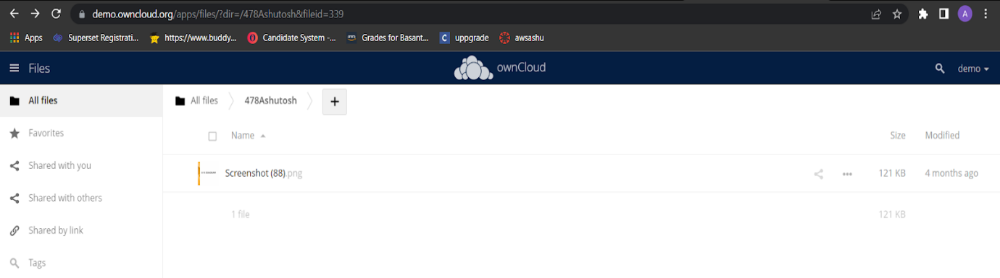 demo.owncloud.org/apps/files/?dir=/478Ashutosh&fileid=339
A
Apps Superset Registrati... https://www.buddy... Candidate System -... aws Grades for Basant... C uppgrade awsashu
Files ownCloud demo
All files
Favorites
Shared with you
Shared with others
Shared by link
Tags
All files 478Ashutosh +
Name Size Modified
Screenshot (88).png 121 KB 4 months ago
1 file 121 KB